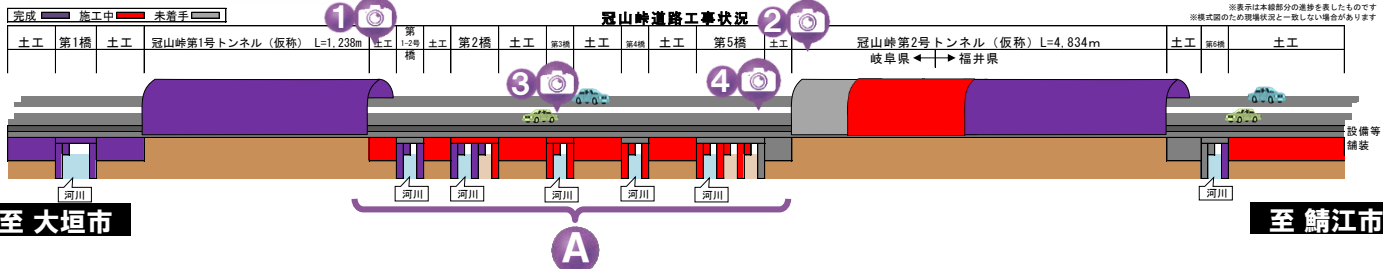 冠山峠道路工事状況
※表示は本線部分の進捗を表したものです
※模式図のため現場状況と一致しない場合があります
完成 施工中 未着手
1 2
土工 第1橋 土工 冠山峠第1号トンネル（仮称） L=1,238m 土工 第1-2号橋 土工 第2橋 土工 第3橋 土工 第4橋 土工 第5橋 土工 冠山峠第2号トンネル（仮称）L=4,834m 土工 第6橋 土工
岐阜県 福井県
3 4
設備等
舗装
河川 河川 河川 河川 河川 河川 河川
至 大垣市 至 鯖江市
A